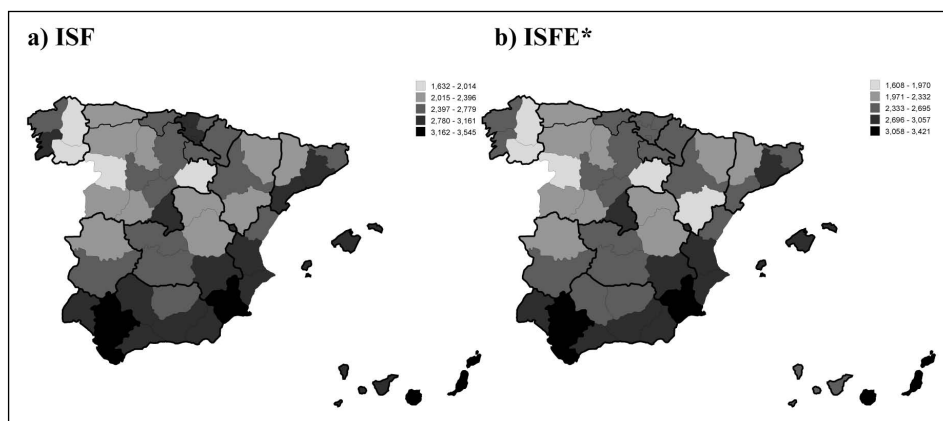 a) ISF
1,632 - 2,014
2,015 - 2,396
2,397 - 2,779
2,780 - 3,161
3,162 - 3,545
b) ISFE*
1,608 - 1,970
1,971 - 2,332
2,333 - 2,695
2,696 - 3,057
3,058 - 3,421